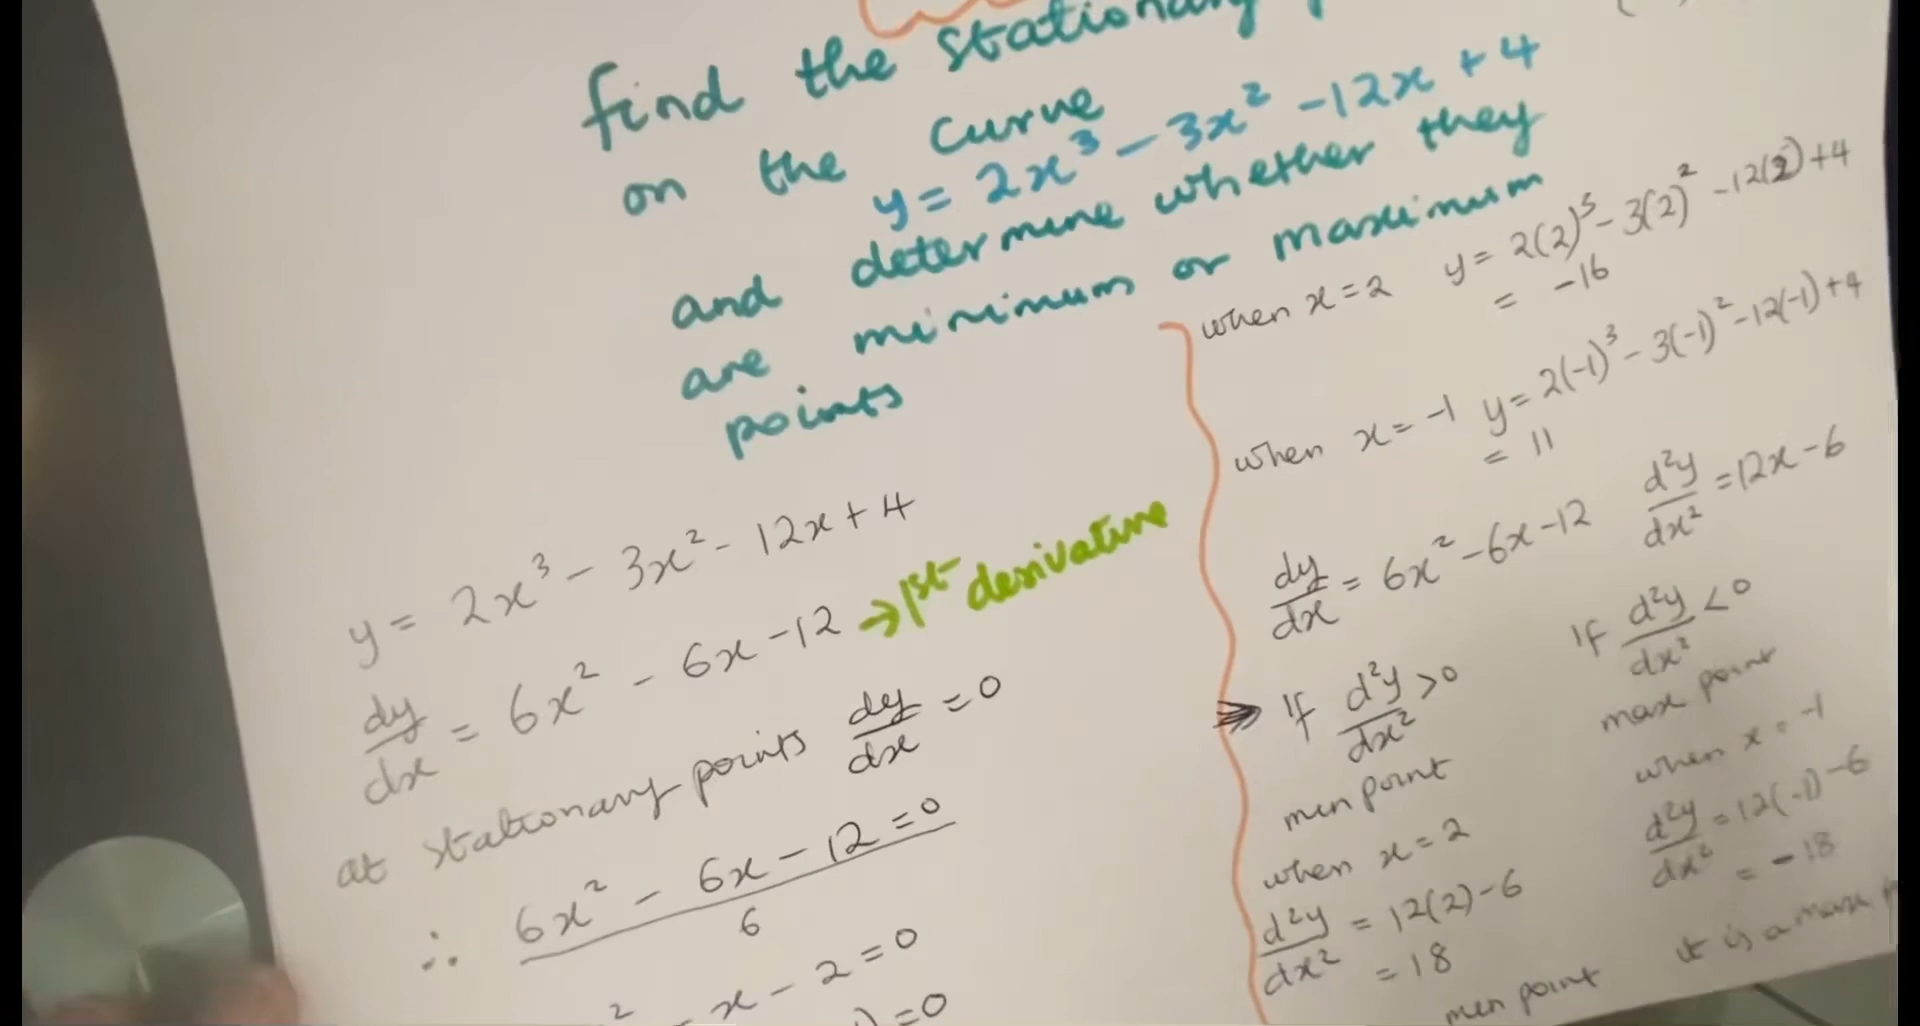 find the stationary
on the curve
y = 2x³ - 3x² - 12x + 4
and determine whether they
are minimum or maximum
points
y = 2x³ - 3x² - 12x + 4
dy/dx = 6x² - 6x - 12 → 1st derivative
at stationary points dy/dx = 0
∴ 6x² - 6x - 12 = 0
6
² - x - 2 = 0
) = 0
when x = 2 y = 2(2)³ - 3(2)² - 12(2) + 4
= -16
when x = -1 y = 2(-1)³ - 3(-1)² - 12(-1) + 4
= 11
dy/dx = 6x² - 6x - 12 d²y/dx² = 12x - 6
If d²y/dx² > 0
min point
when x = 2
d²y/dx² = 12(2) - 6
= 18
min point
If d²y/dx² < 0
max point
when x = -1
d²y/dx² = 12(-1) - 6
= -18
it is a max